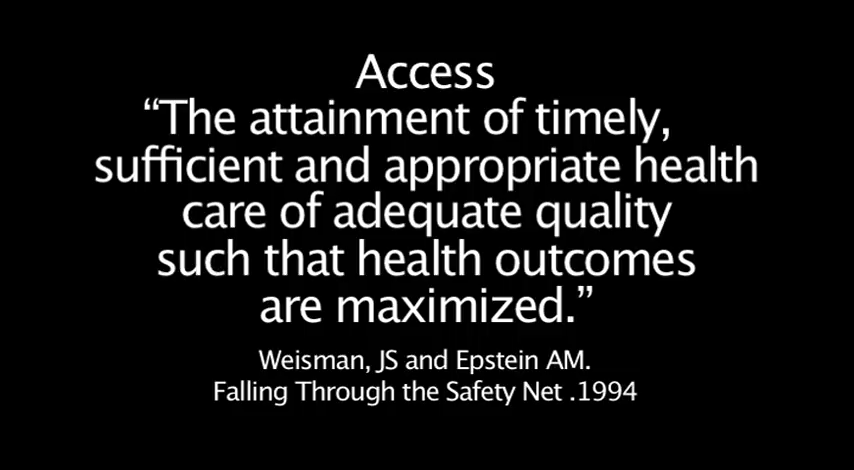 Access
“The attainment of timely,
sufficient and appropriate health
care of adequate quality
such that health outcomes
are maximized.”
Weisman, JS and Epstein AM.
Falling Through the Safety Net .1994